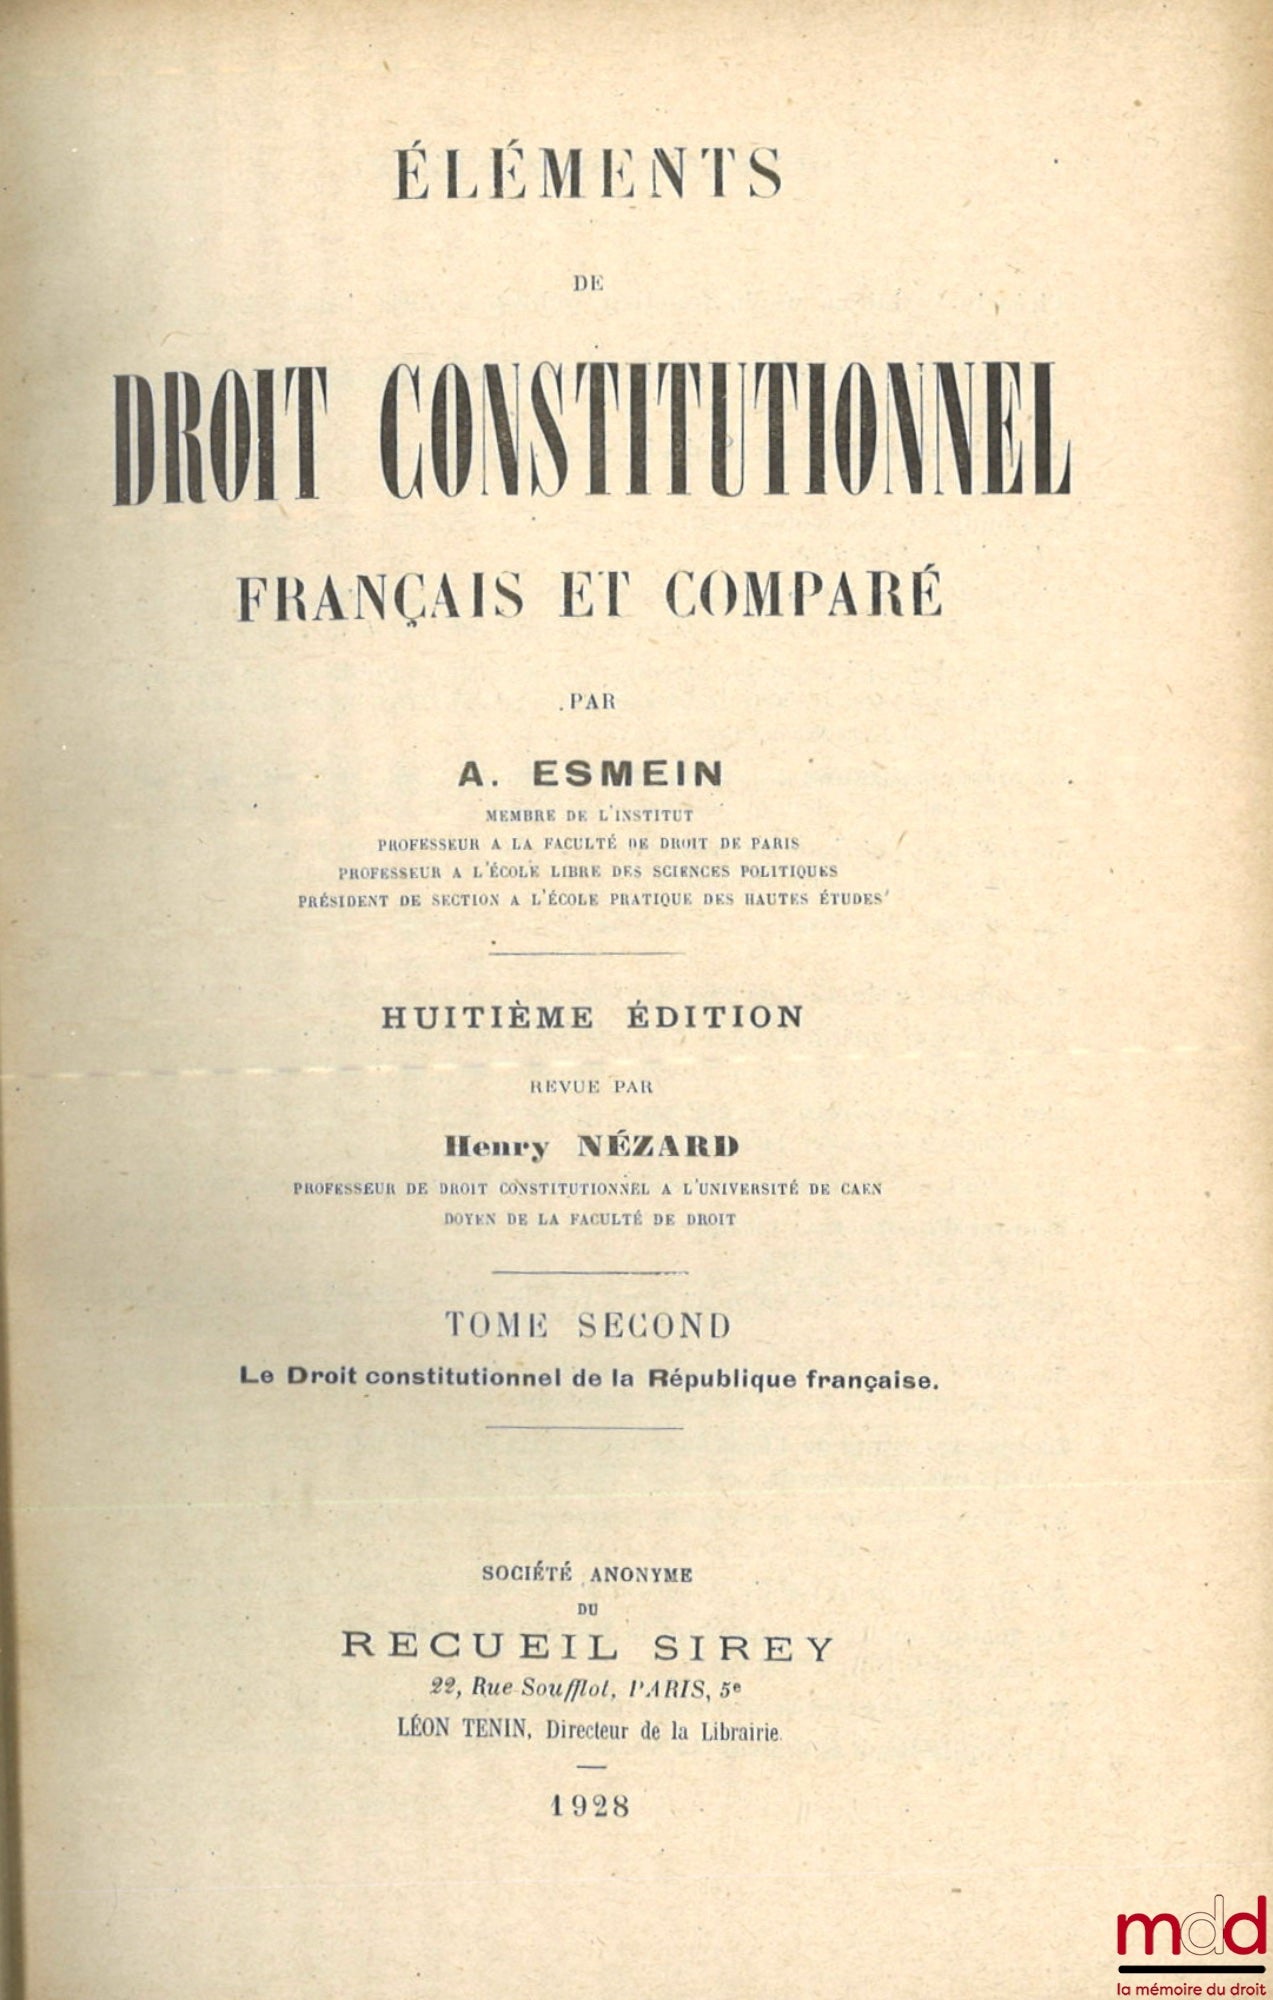 ÉLÉMENTS
DE
DROIT CONSTITUTIONNEL
FRANÇAIS ET COMPARÉ
PAR
A. ESMEIN
MEMBRE DE L'INSTITUT
PROFESSEUR A LA FACULTÉ DE DROIT DE PARIS
PROFESSEUR A L'ÉCOLE LIBRE DES SCIENCES POLITIQUES
PRÉSIDENT DE SECTION A L'ÉCOLE PRATIQUE DES HAUTES ÉTUDES
HUITIÈME ÉDITION
REVUE PAR
Henry NÉZARD
PROFESSEUR DE DROIT CONSTITUTIONNEL A L'UNIVERSITÉ DE CAEN
DOYEN DE LA FACULTÉ DE DROIT
TOME SECOND
Le Droit constitutionnel de la République française.
SOCIÉTÉ ANONYME
DU
RECUEIL SIREY
22, Rue Soufflot, PARIS, 5e
LÉON TENIN, Directeur de la Librairie.
1928
mdd
la mémoire du droit